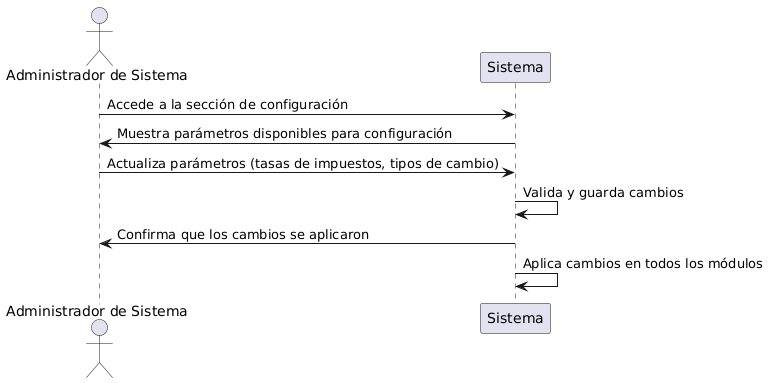 Administrador de Sistema
Sistema
Accede a la sección de configuración
Muestra parámetros disponibles para configuración
Actualiza parámetros (tasas de impuestos, tipos de cambio)
Valida y guarda cambios
Confirma que los cambios se aplicaron
Aplica cambios en todos los módulos
Administrador de Sistema
Sistema